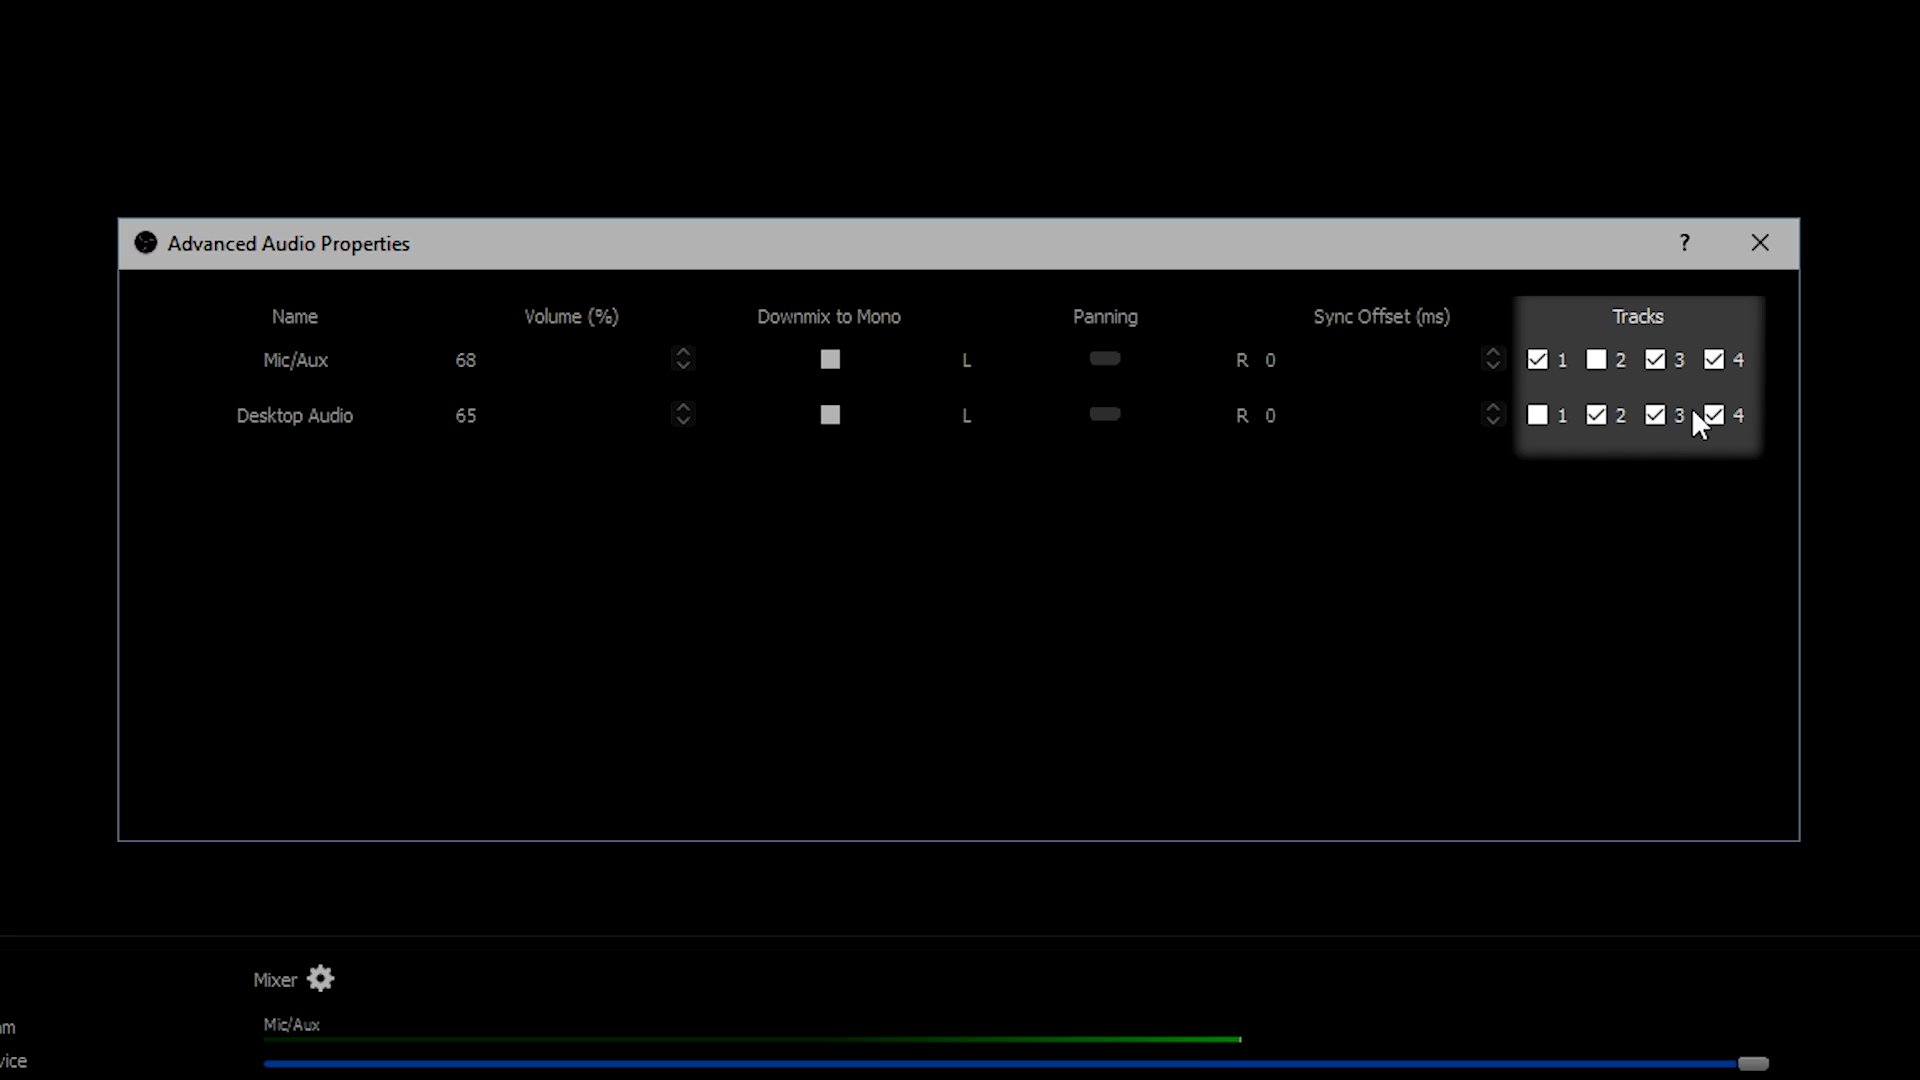 Advanced Audio Properties ?
Name Volume (%) Downmix to Mono Panning Sync Offset (ms) Tracks
Mic/Aux 68 L R 0 1 2 3 4
Desktop Audio 65 L R 0 1 2 3 4
Mixer
Mic/Aux
am
vice